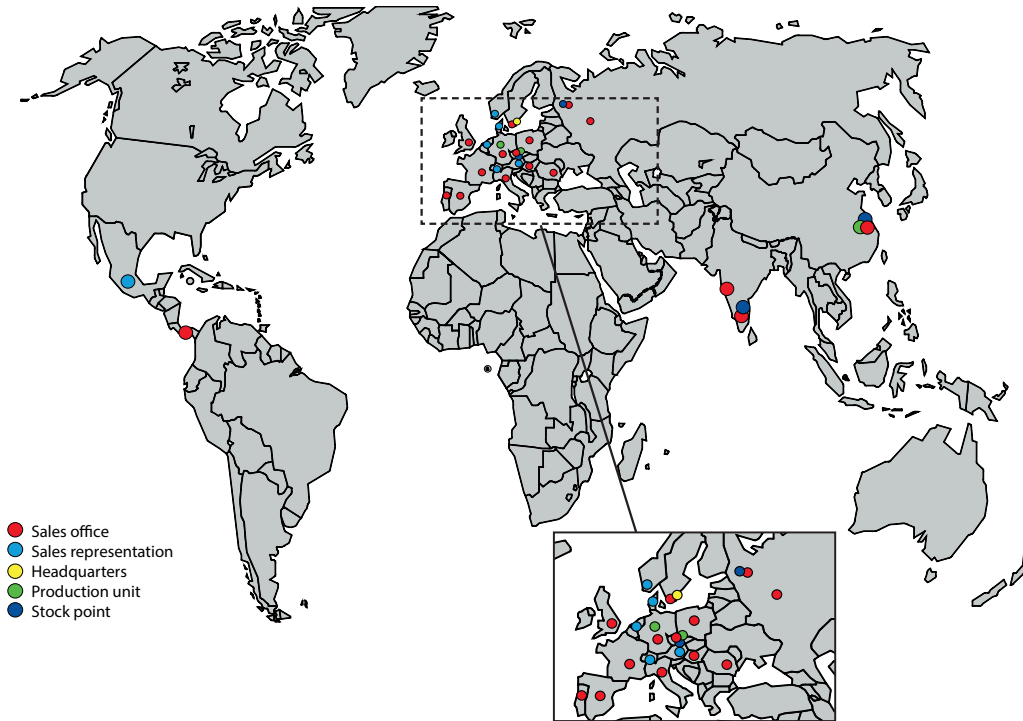 Sales office
Sales representation
Headquarters
Production unit
Stock point